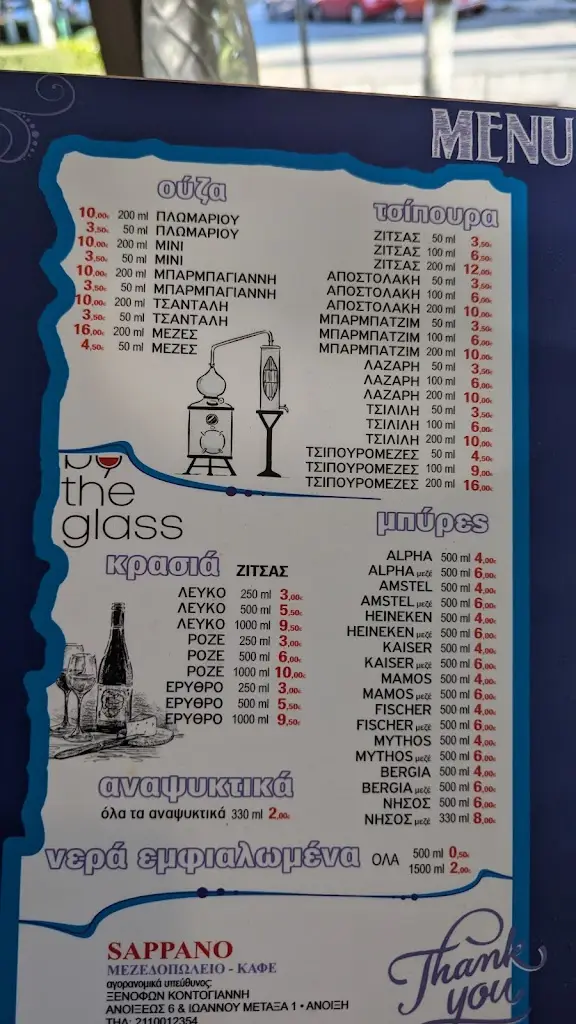 MENU
ούζα
10,00€ 200 ml ΠΛΩΜΑΡΙΟΥ
3,50€ 50 ml ΠΛΩΜΑΡΙΟΥ
10,00€ 200 ml ΜΙΝΙ
3,50€ 50 ml ΜΙΝΙ
10,00€ 200 ml ΜΠΑΡΜΠΑΓΙΑΝΝΗ
3,50€ 50 ml ΜΠΑΡΜΠΑΓΙΑΝΝΗ
10,00€ 200 ml ΤΣΑΝΤΑΛΗ
3,50€ 50 ml ΤΣΑΝΤΑΛΗ
16,00€ 200 ml ΜΕΖΕΣ
4,50€ 50 ml ΜΕΖΕΣ
τσίπουρα
ΖΙΤΣΑΣ 50 ml 3,50€
ΖΙΤΣΑΣ 100 ml 6,50€
ΖΙΤΣΑΣ 200 ml 12,00€
ΑΠΟΣΤΟΛΑΚΗ 50 ml 3,50€
ΑΠΟΣΤΟΛΑΚΗ 100 ml 6,00€
ΑΠΟΣΤΟΛΑΚΗ 200 ml 10,00€
ΜΠΑΡΜΠΑΤΖΙΜ 50 ml 3,50€
ΜΠΑΡΜΠΑΤΖΙΜ 100 ml 6,00€
ΜΠΑΡΜΠΑΤΖΙΜ 200 ml 10,00€
ΛΑΖΑΡΗ 50 ml 3,50€
ΛΑΖΑΡΗ 100 ml 6,00€
ΛΑΖΑΡΗ 200 ml 10,00€
ΤΣΙΛΙΛΗ 50 ml 3,50€
ΤΣΙΛΙΛΗ 100 ml 6,00€
ΤΣΙΛΙΛΗ 200 ml 10,00€
ΤΣΙΠΟΥΡΟΜΕΖΕΣ 50 ml 4,50€
ΤΣΙΠΟΥΡΟΜΕΖΕΣ 100 ml 9,00€
ΤΣΙΠΟΥΡΟΜΕΖΕΣ 200 ml 16,00€
by
the
glass
κρασιά ΖΙΤΣΑΣ
ΛΕΥΚΟ 250 ml 3,00€
ΛΕΥΚΟ 500 ml 5,50€
ΛΕΥΚΟ 1000 ml 9,50€
ΡΟΖΕ 250 ml 3,00€
ΡΟΖΕ 500 ml 6,00€
ΡΟΖΕ 1000 ml 10,00€
ΕΡΥΘΡΟ 250 ml 3,00€
ΕΡΥΘΡΟ 500 ml 5,50€
ΕΡΥΘΡΟ 1000 ml 9,50€
μπύρες
ALPHA 500 ml 4,00€
ALPHA μεζέ 500 ml 6,00€
AMSTEL 500 ml 4,00€
AMSTEL μεζέ 500 ml 6,00€
HEINEKEN 500 ml 4,00€
HEINEKEN μεζέ 500 ml 6,00€
KAISER 500 ml 4,00€
KAISER μεζέ 500 ml 6,00€
MAMOS 500 ml 4,00€
MAMOS μεζέ 500 ml 6,00€
FISCHER 500 ml 4,00€
FISCHER μεζέ 500 ml 6,00€
MYTHOS 500 ml 4,00€
MYTHOS μεζέ 500 ml 6,00€
BERGIA 500 ml 4,00€
BERGIA μεζέ 500 ml 6,00€
ΝΗΣΟΣ 500 ml 6,00€
ΝΗΣΟΣ μεζέ 330 ml 8,00€
αναψυκτικά
όλα τα αναψυκτικά 330 ml 2,00€
νερά εμφιαλωμένα ΟΛΑ 500 ml 0,50€
1500 ml 2,00€
SAPPANO
ΜΕΖΕΔΟΠΩΛΕΙΟ - ΚΑΦΕ
αγορανομικά υπεύθυνος:
ΞΕΝΟΦΩΝ ΚΟΝΤΟΓΙΑΝΝΗ
ΑΝΟΙΞΕΩΣ 6 & ΙΩΑΝΝΟΥ ΜΕΤΑΞΑ 1 • ΑΝΟΙΞΗ
ΤΗΛ: 2110012354
Thank
you